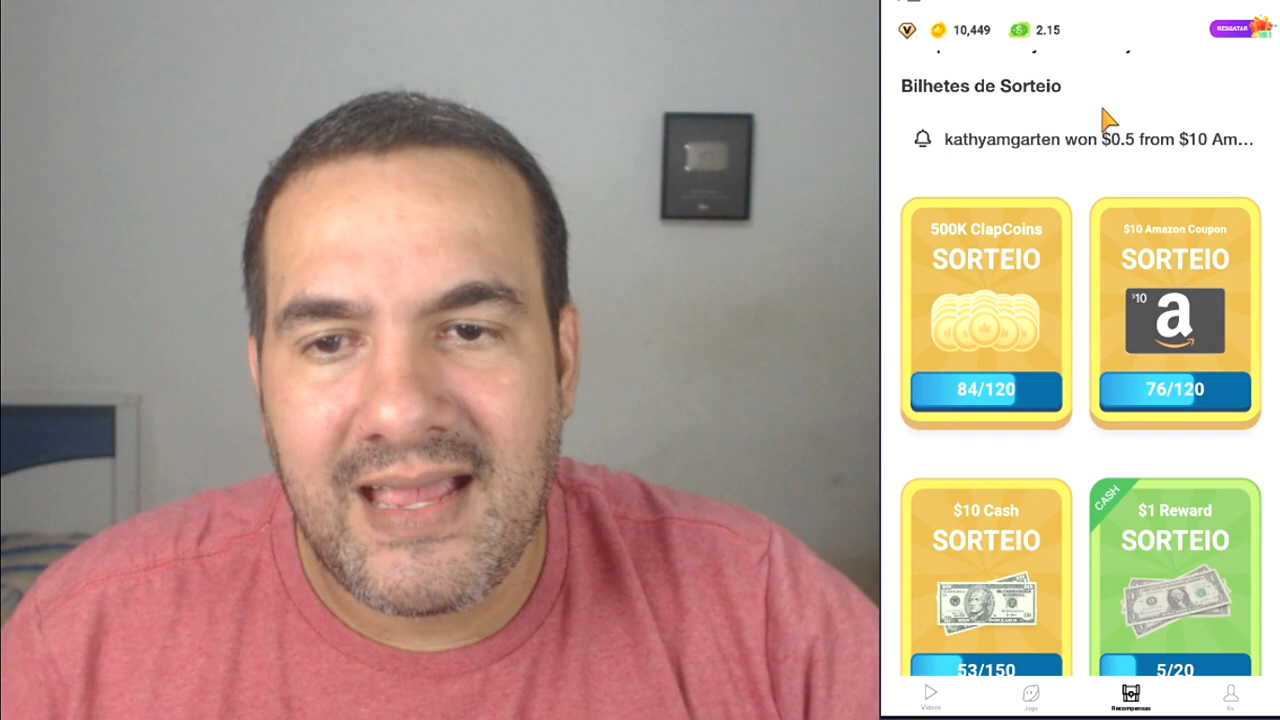 10,449
2.15
RESGATAR
Bilhetes de Sorteio
kathyamgarten won $0.5 from $10 Am...
500K ClapCoins
SORTEIO
84/120
$10 Amazon Coupon
SORTEIO
$10
a
76/120
$10 Cash
SORTEIO
53/150
CASH
$1 Reward
SORTEIO
5/20
Vídeos
Jogo
Recompensas
Eu